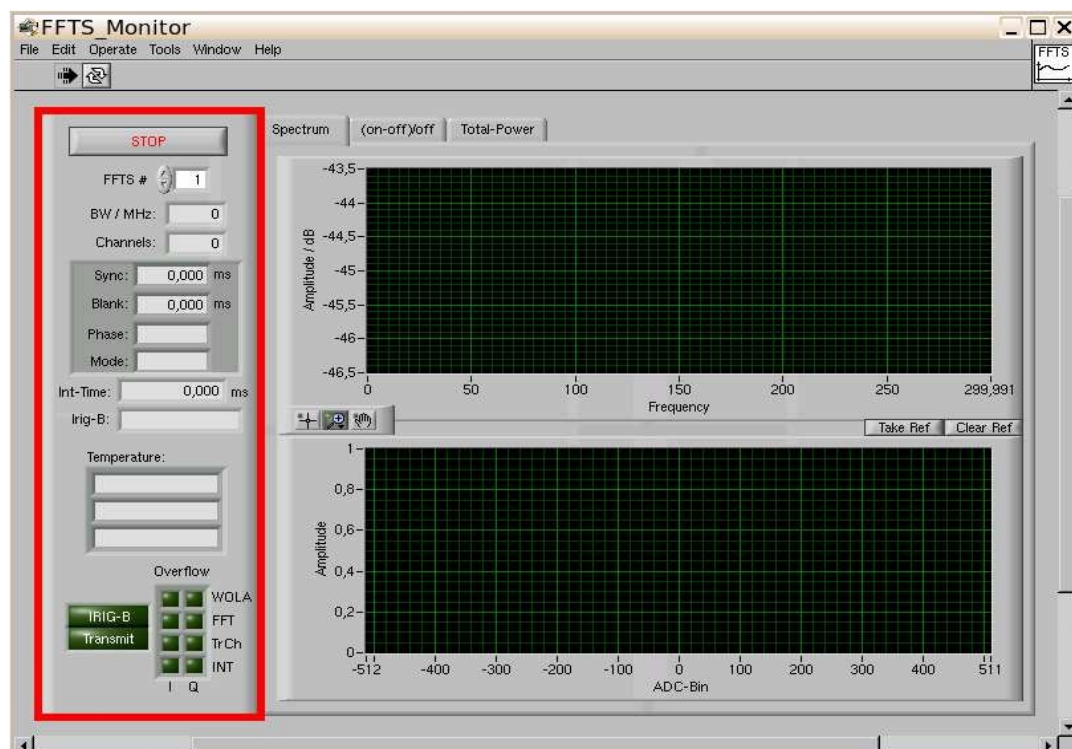 FFTS_Monitor
File Edit Operate Tools Window Help
FFTS
STOP
FFTS # 1
BW / MHz: 0
Channels: 0
Sync: 0,000 ms
Blank: 0,000 ms
Phase:
Mode:
Int-Time: 0,000 ms
Irig-B:
Temperature:
Overflow
WOLA
IRIG-B
FFT
Transmit
TrCh
INT
I Q
Spectrum (on-off)/off Total-Power
Amplitude / dB
-43,5
-44
-44,5
-45
-45,5
-46
-46,5
0 50 100 150 200 250 299,991
Frequency
Take Ref Clear Ref
Amplitude
1
0,8
0,6
0,4
0,2
0
-512 -400 -300 -200 -100 0 100 200 300 400 511
ADC-Bin